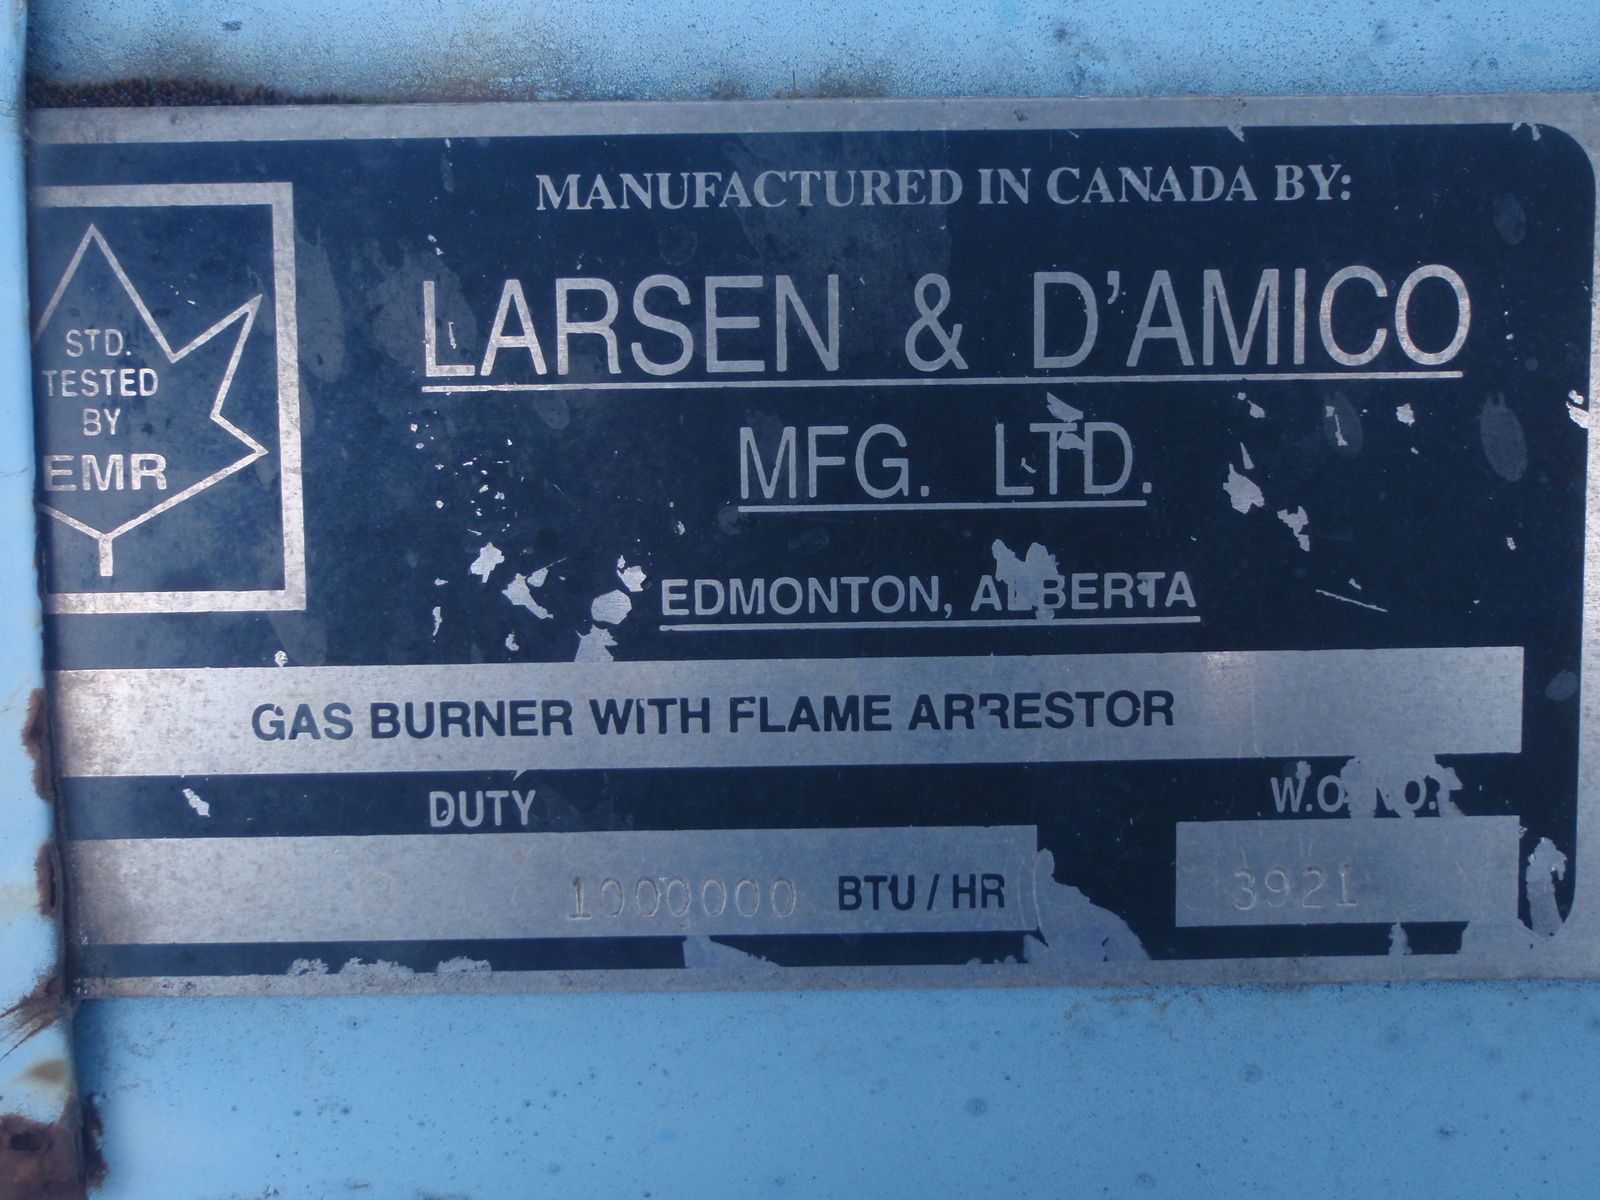 MANUFACTURED IN CANADA BY:
LARSEN & D'AMICO
MFG. LTD.
EDMONTON, ALBERTA
STD.
TESTED
BY
EMR
GAS BURNER WITH FLAME ARRESTOR
DUTY
1000000 BTU / HR
W.O. NO.
3921